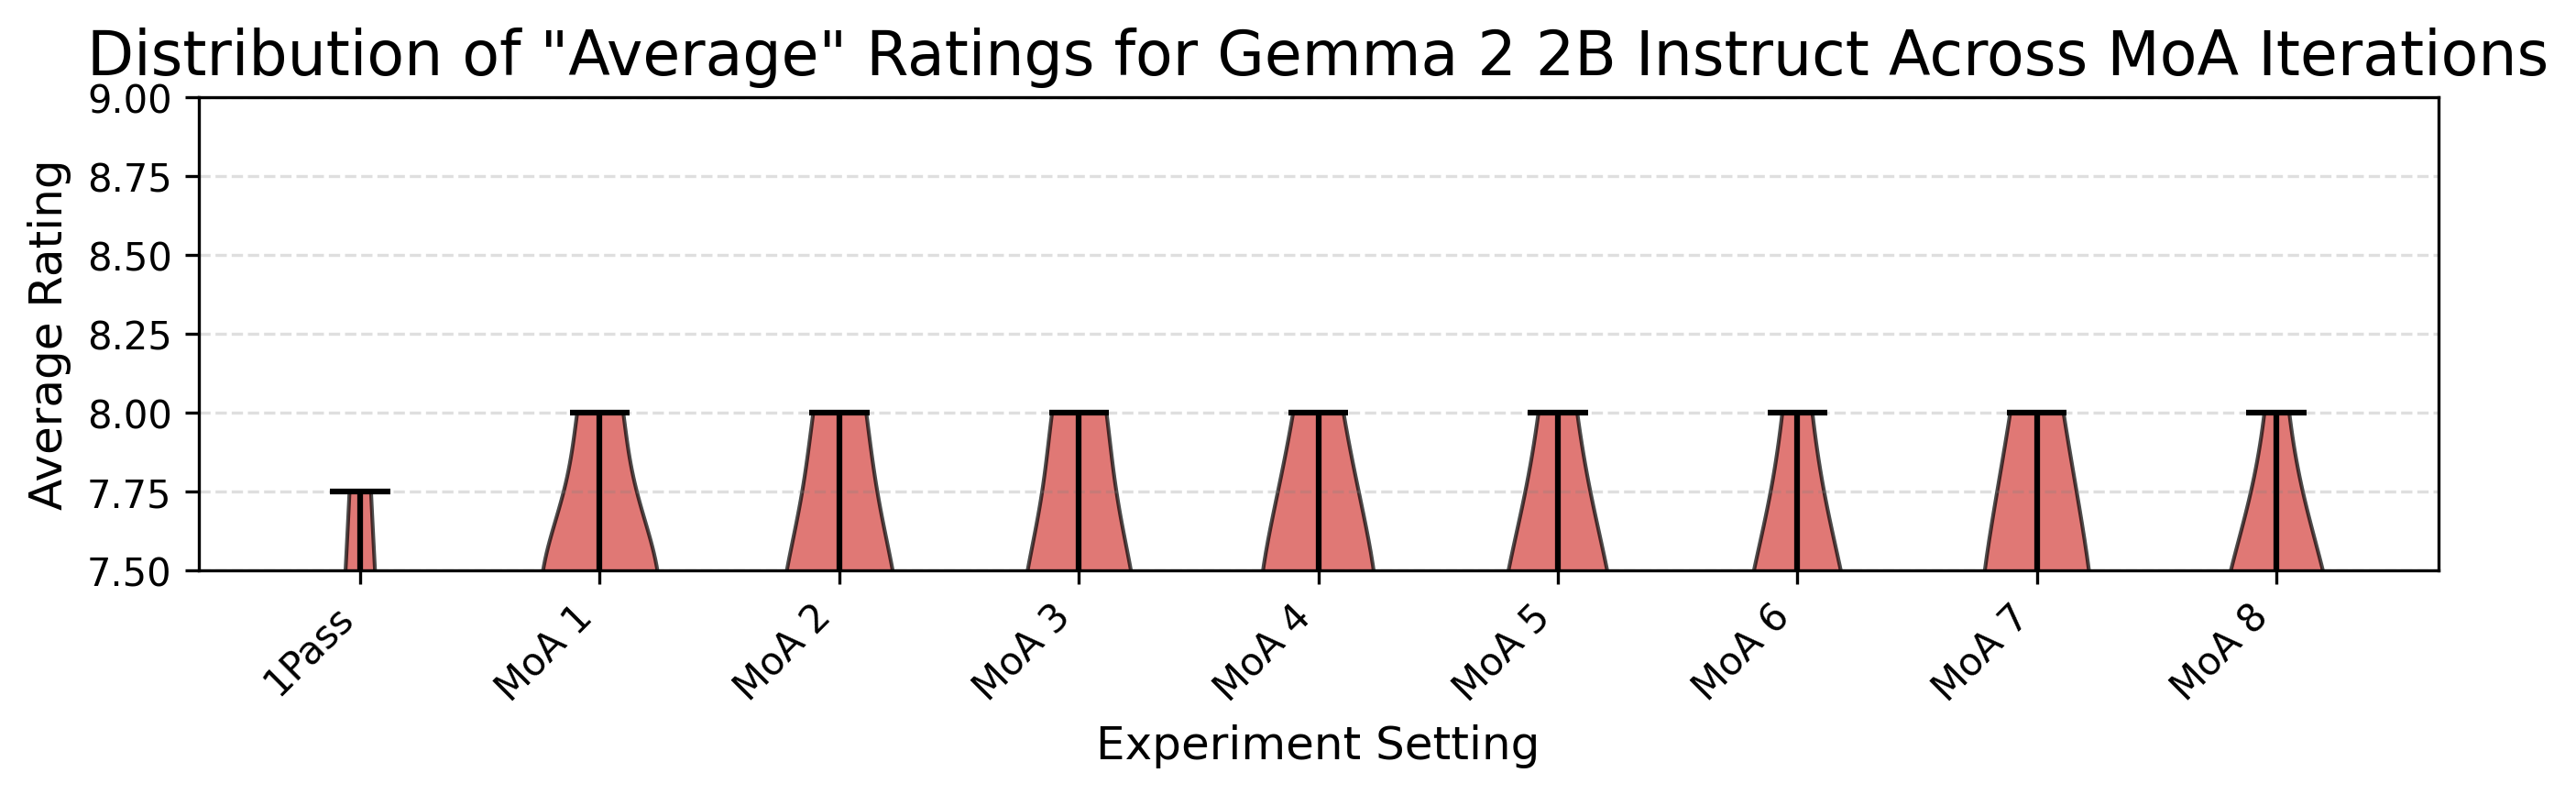 Distribution of "Average" Ratings for Gemma 2 2B Instruct Across MoA Iterations
Average Rating
9.00
8.75
8.50
8.25
8.00
7.75
7.50
1Pass
MoA 1
MoA 2
MoA 3
MoA 4
MoA 5
MoA 6
MoA 7
MoA 8
Experiment Setting